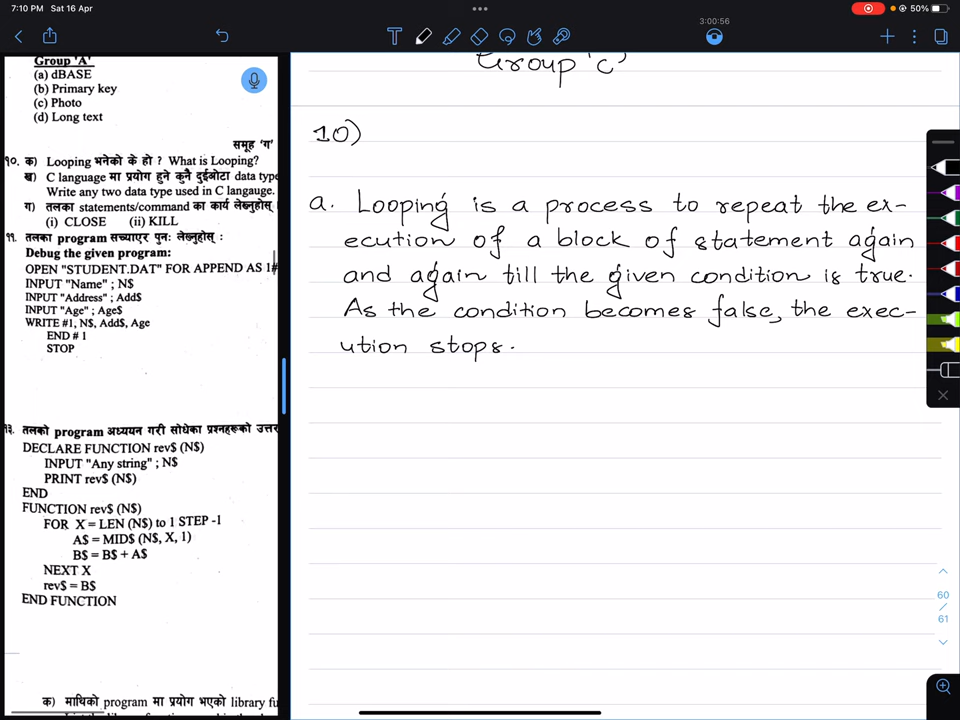 7:10 PM Sat 16 Apr
50%
3:00:56
Group 'A'
(a) dBASE
(b) Primary key
(c) Photo
(d) Long text
समूह 'ग'
१०. क) Looping भनेको के हो ? What is Looping?
ख) C language मा प्रयोग हुने कुनै दुईओटा data type
Write any two data type used in C langauge.
ग) तलका statements/command का कार्य लेख्नुहोस्
(i) CLOSE (ii) KILL
११. तलका program सच्याएर पुनः लेख्नुहोस् :
Debug the given program:
OPEN "STUDENT.DAT" FOR APPEND AS 1#
INPUT "Name" ; N$
INPUT "Address" ; Add$
INPUT "Age" ; Age$
WRITE #1, N$, Add$, Age
END # 1
STOP
१३. तलको program अध्ययन गरी सोधेका प्रश्नहरूको उत्तर
DECLARE FUNCTION rev$ (N$)
INPUT "Any string" ; N$
PRINT rev$ (N$)
END
FUNCTION rev$ (N$)
FOR X = LEN (N$) to 1 STEP -1
A$ = MID$ (N$, X, 1)
B$ = B$ + A$
NEXT X
rev$ = B$
END FUNCTION
क) माथिको program मा प्रयोग भएको library fu
Group 'c'
10)
a. Looping is a process to repeat the ex-
ecution of a block of statement again
and again till the given condition is true.
As the condition becomes false, the exec-
ution stops.
60
/
61